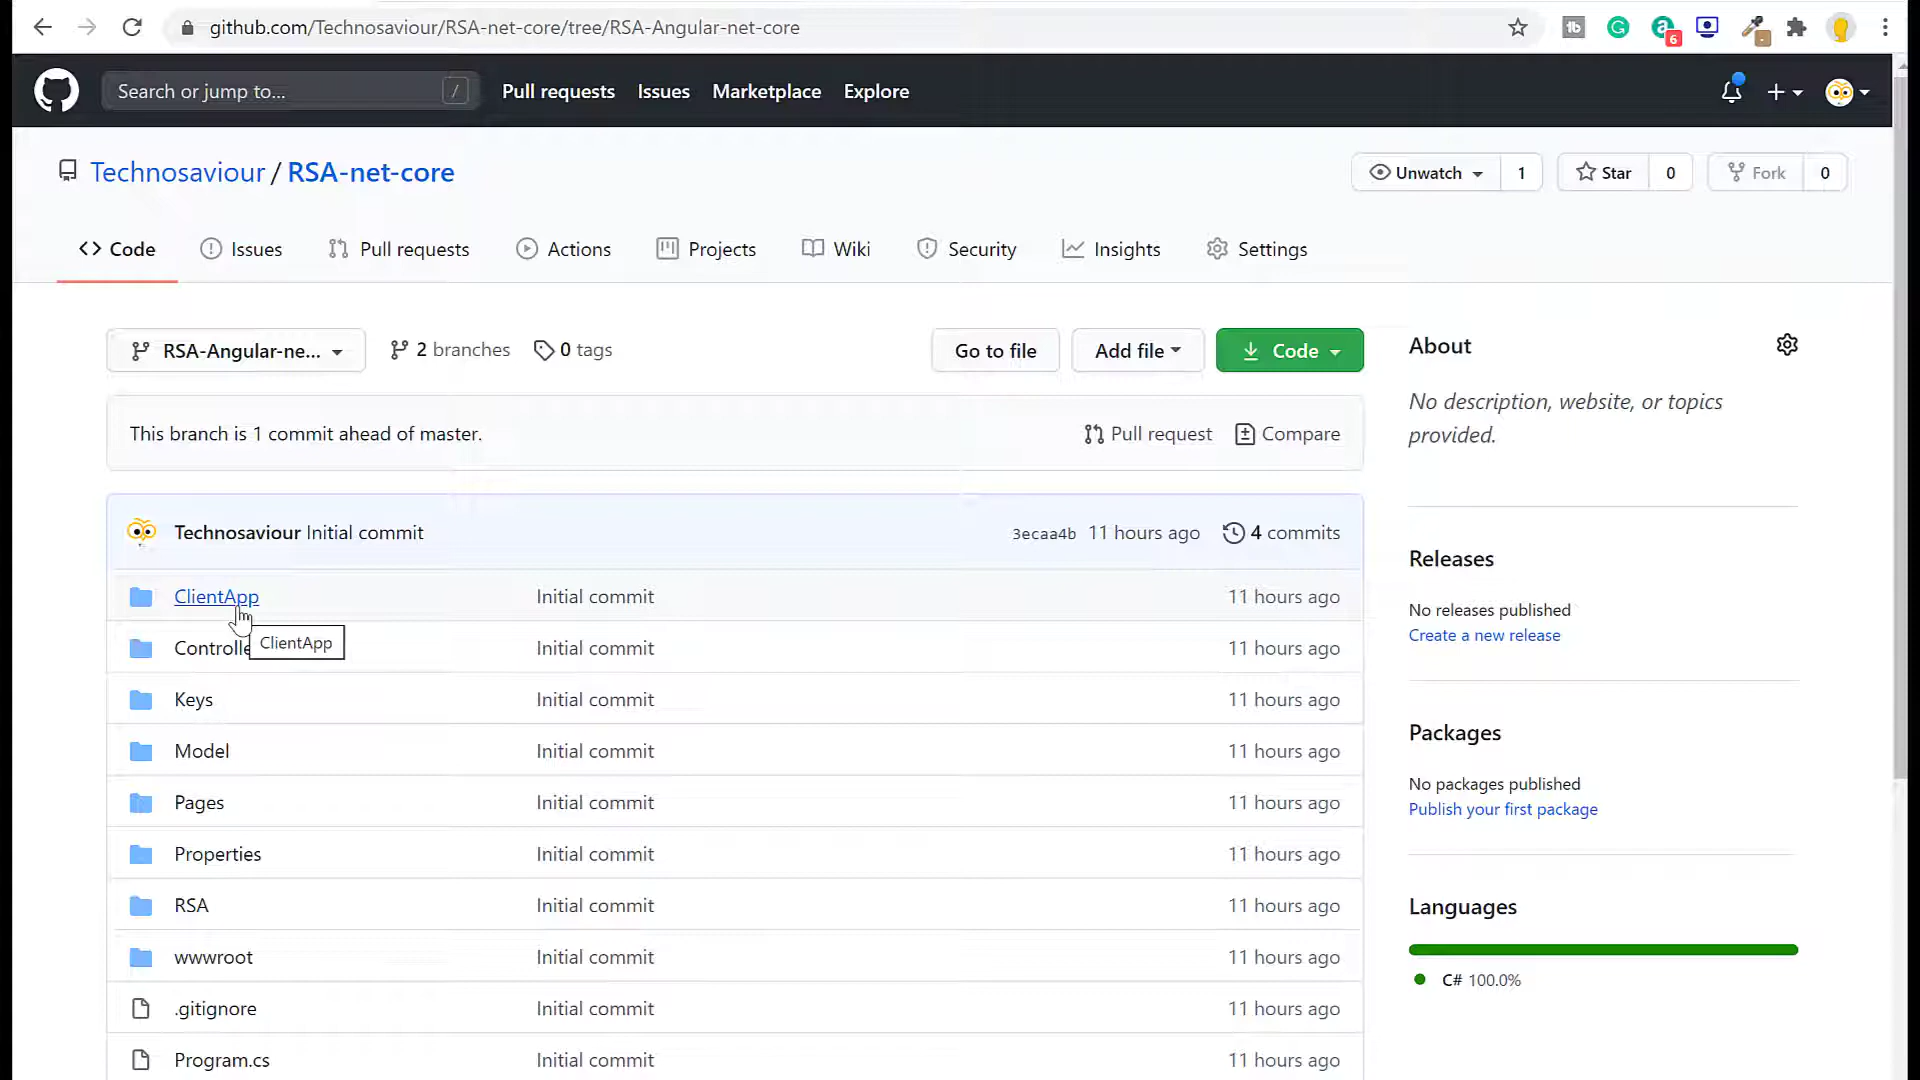 github.com/Technosaviour/RSA-net-core/tree/RSA-Angular-net-core
6
Search or jump to... /
Pull requests Issues Marketplace Explore
Technosaviour / RSA-net-core
Unwatch 1 Star 0 Fork 0
Code Issues Pull requests Actions Projects Wiki Security Insights Settings
RSA-Angular-ne... 2 branches 0 tags Go to file Add file Code
This branch is 1 commit ahead of master. Pull request Compare
Technosaviour Initial commit 3ecaa4b 11 hours ago 4 commits
ClientApp Initial commit 11 hours ago
ClientApp
Controlle Initial commit 11 hours ago
Keys Initial commit 11 hours ago
Model Initial commit 11 hours ago
Pages Initial commit 11 hours ago
Properties Initial commit 11 hours ago
RSA Initial commit 11 hours ago
wwwroot Initial commit 11 hours ago
.gitignore Initial commit 11 hours ago
Program.cs Initial commit 11 hours ago
About
No description, website, or topics
provided.
Releases
No releases published
Create a new release
Packages
No packages published
Publish your first package
Languages
C# 100.0%